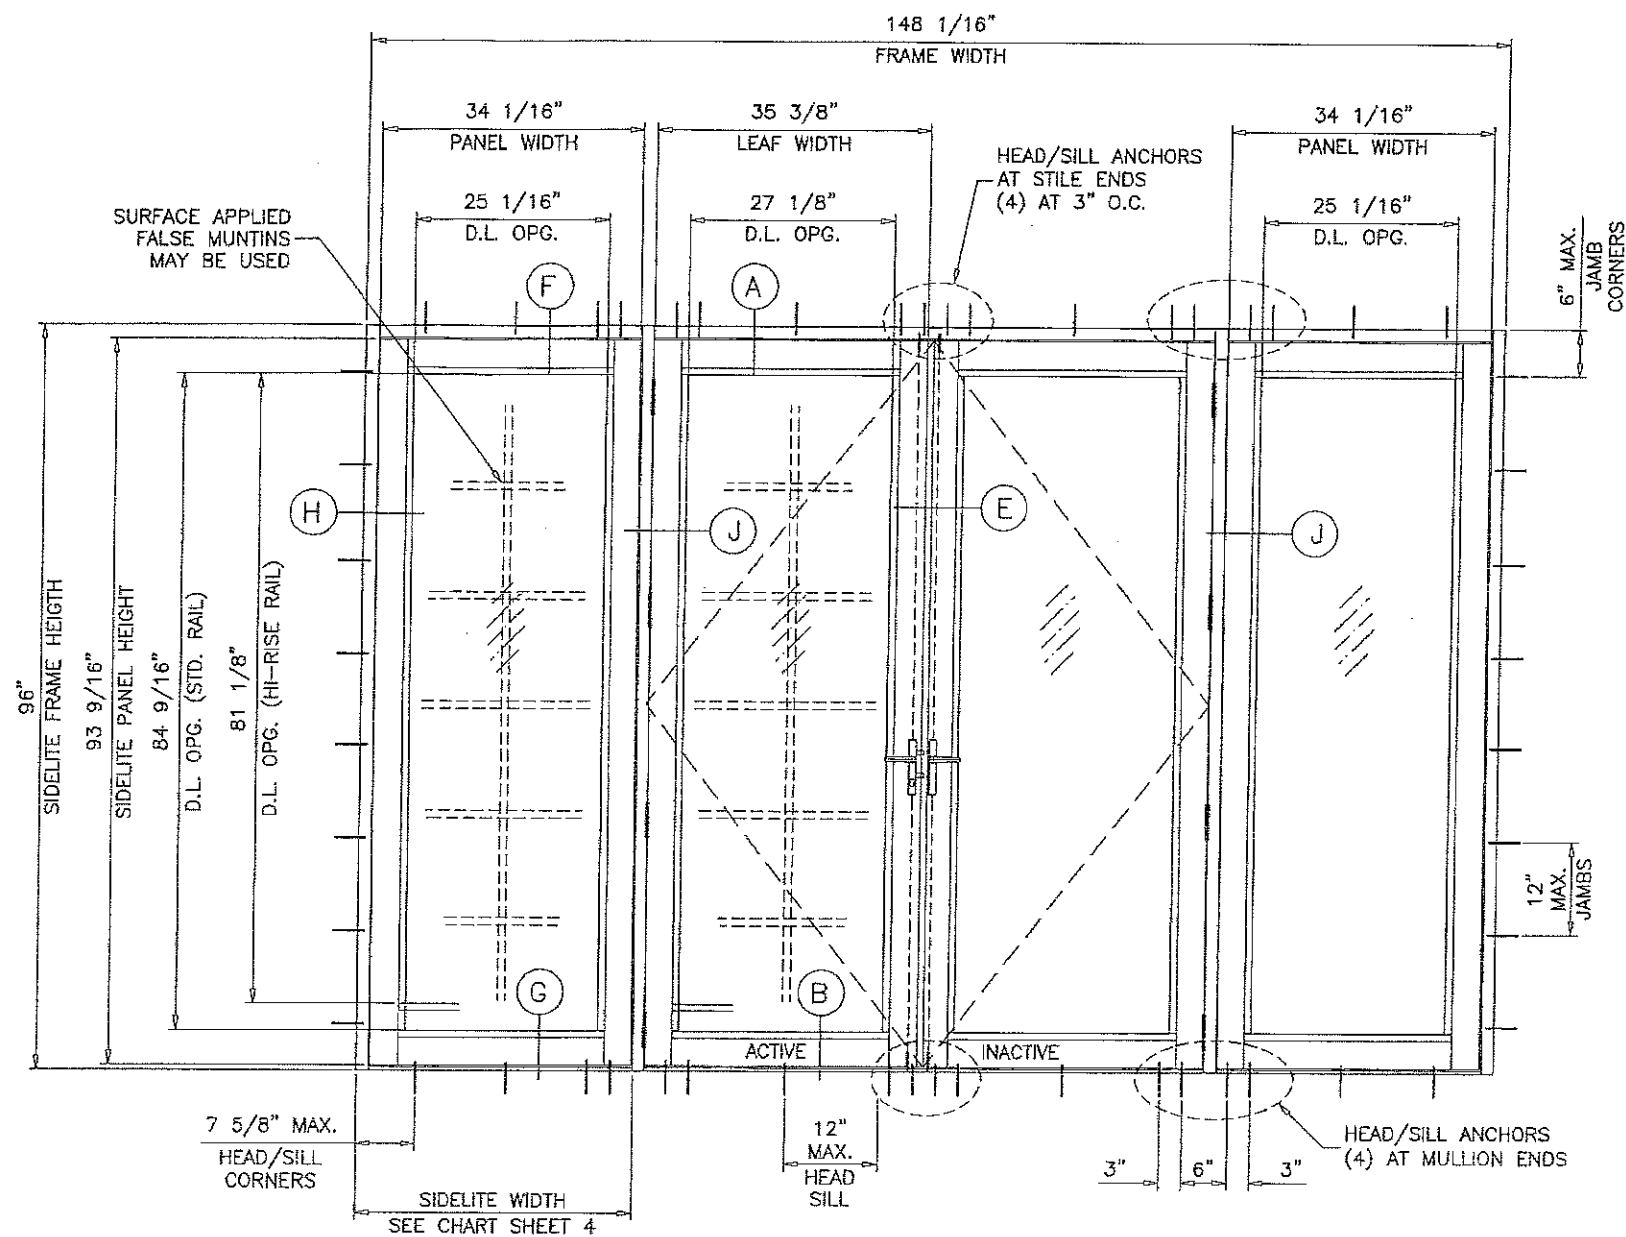 148 1/16"
FRAME WIDTH
34 1/16"
PANEL WIDTH
35 3/8"
LEAF WIDTH
34 1/16"
PANEL WIDTH
HEAD/SILL ANCHORS
AT STILE ENDS
(4) AT 3" O.C.
25 1/16"
D.L. OPG.
27 1/8"
D.L. OPG.
25 1/16"
D.L. OPG.
SURFACE APPLIED
FALSE MUNTINS
MAY BE USED
6" MAX.
JAMB
CORNERS
F
A
H
J
E
J
96"
SIDELITE FRAME HEIGTH
93 9/16"
SIDELITE PANEL HEIGHT
84 9/16"
D.L. OPG. (STD. RAIL)
81 1/8"
D.L. OPG. (HI-RISE RAIL)
12"
MAX.
JAMBS
G
B
ACTIVE
INACTIVE
7 5/8" MAX.
HEAD/SILL
CORNERS
12"
MAX.
HEAD
SILL
3"
6"
3"
HEAD/SILL ANCHORS
(4) AT MULLION ENDS
SIDELITE WIDTH
SEE CHART SHEET 4